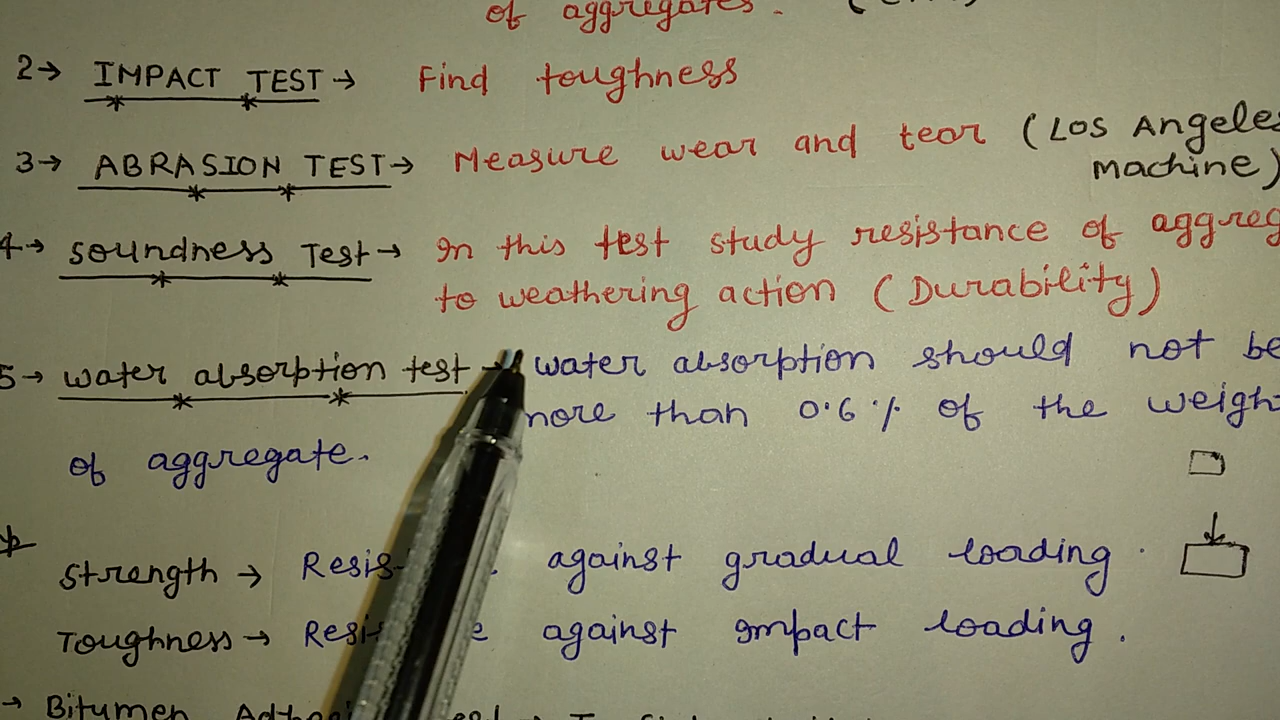 of aggregates.
2→ IMPACT TEST → Find toughness
3→ ABRASION TEST → Measure wear and tear (Los Angeles
machine)
4→ Soundness Test → In this test study resistance of aggreg
to weathering action (Durability)
5→ water absorption test → water absorption should not be
more than 0.6% of the weigh
of aggregate.
Strength → Resis against gradual loading.
Toughness → Resi e against Impact loading.
→ Bitumen